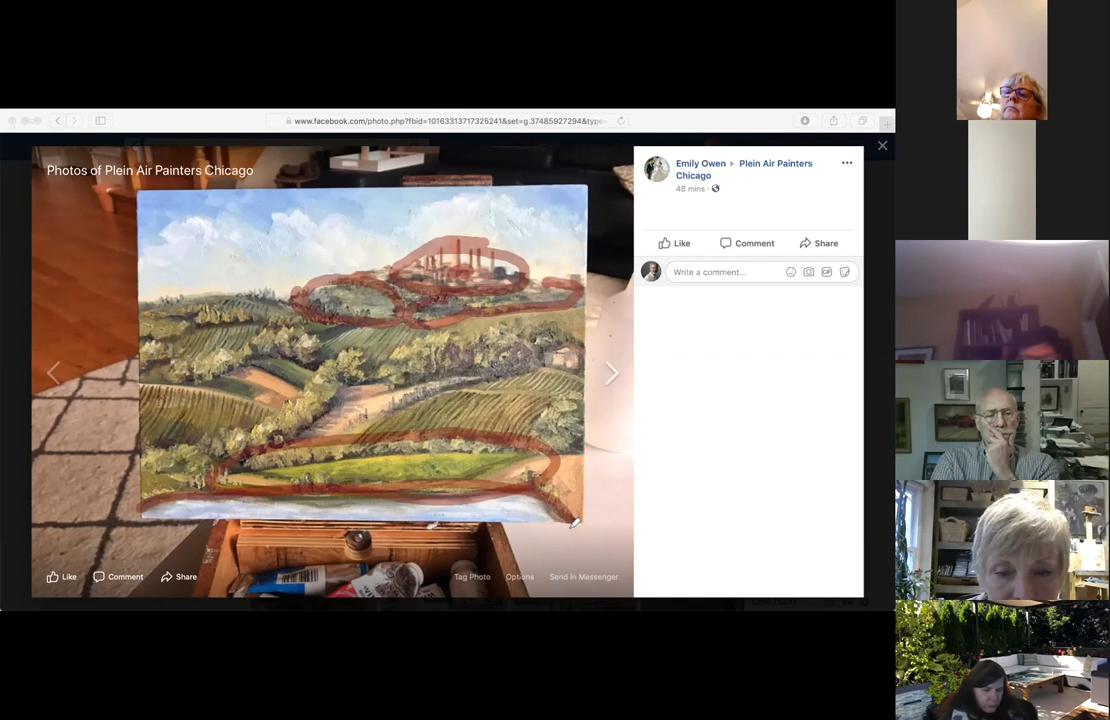 www.facebook.com/photo.php?fbid=10163313717325241&set=g.37485927294&type=
Photos of Plein Air Painters Chicago
Emily Owen ▸ Plein Air Painters
Chicago
48 mins ·
Like Comment Share
Write a comment...
GIF
Like Comment Share
Tag Photo Options Send in Messenger